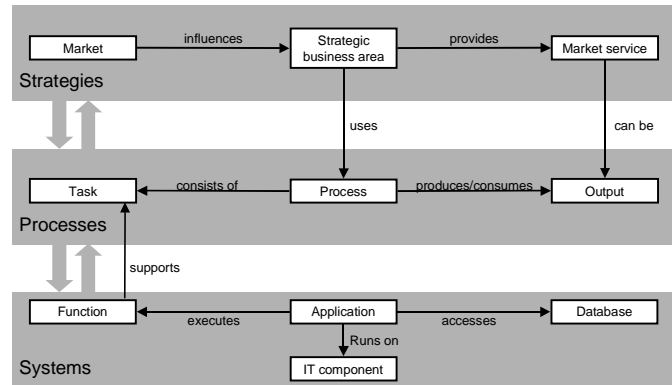 influences
provides
Market
Strategic
business area
Market service
Strategies
uses
can be
consists of
produces/consumes
Task
Process
Output
Processes
supports
Function
Application
Database
executes
accesses
Runs on
IT component
Systems